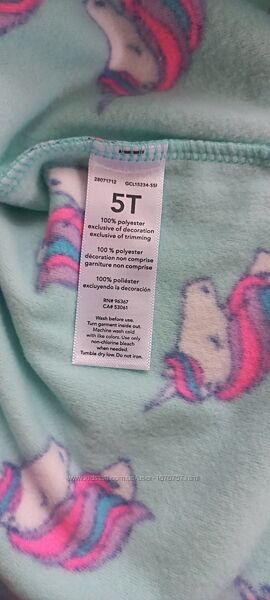 28071712 GCL15234-SSI
5T
100% polyester
exclusive of decoration
exclusive of trimming
100 % polyester
décoration non comprise
garniture non comprise
100% poliéster
excluyendo la decoración
RN# 96367
CA# 53061
Wash before use.
Turn garment inside out.
Machine wash cold
with like colors. Use only
non-chlorine bleach
when needed.
Tumble dry low. Do not iron.